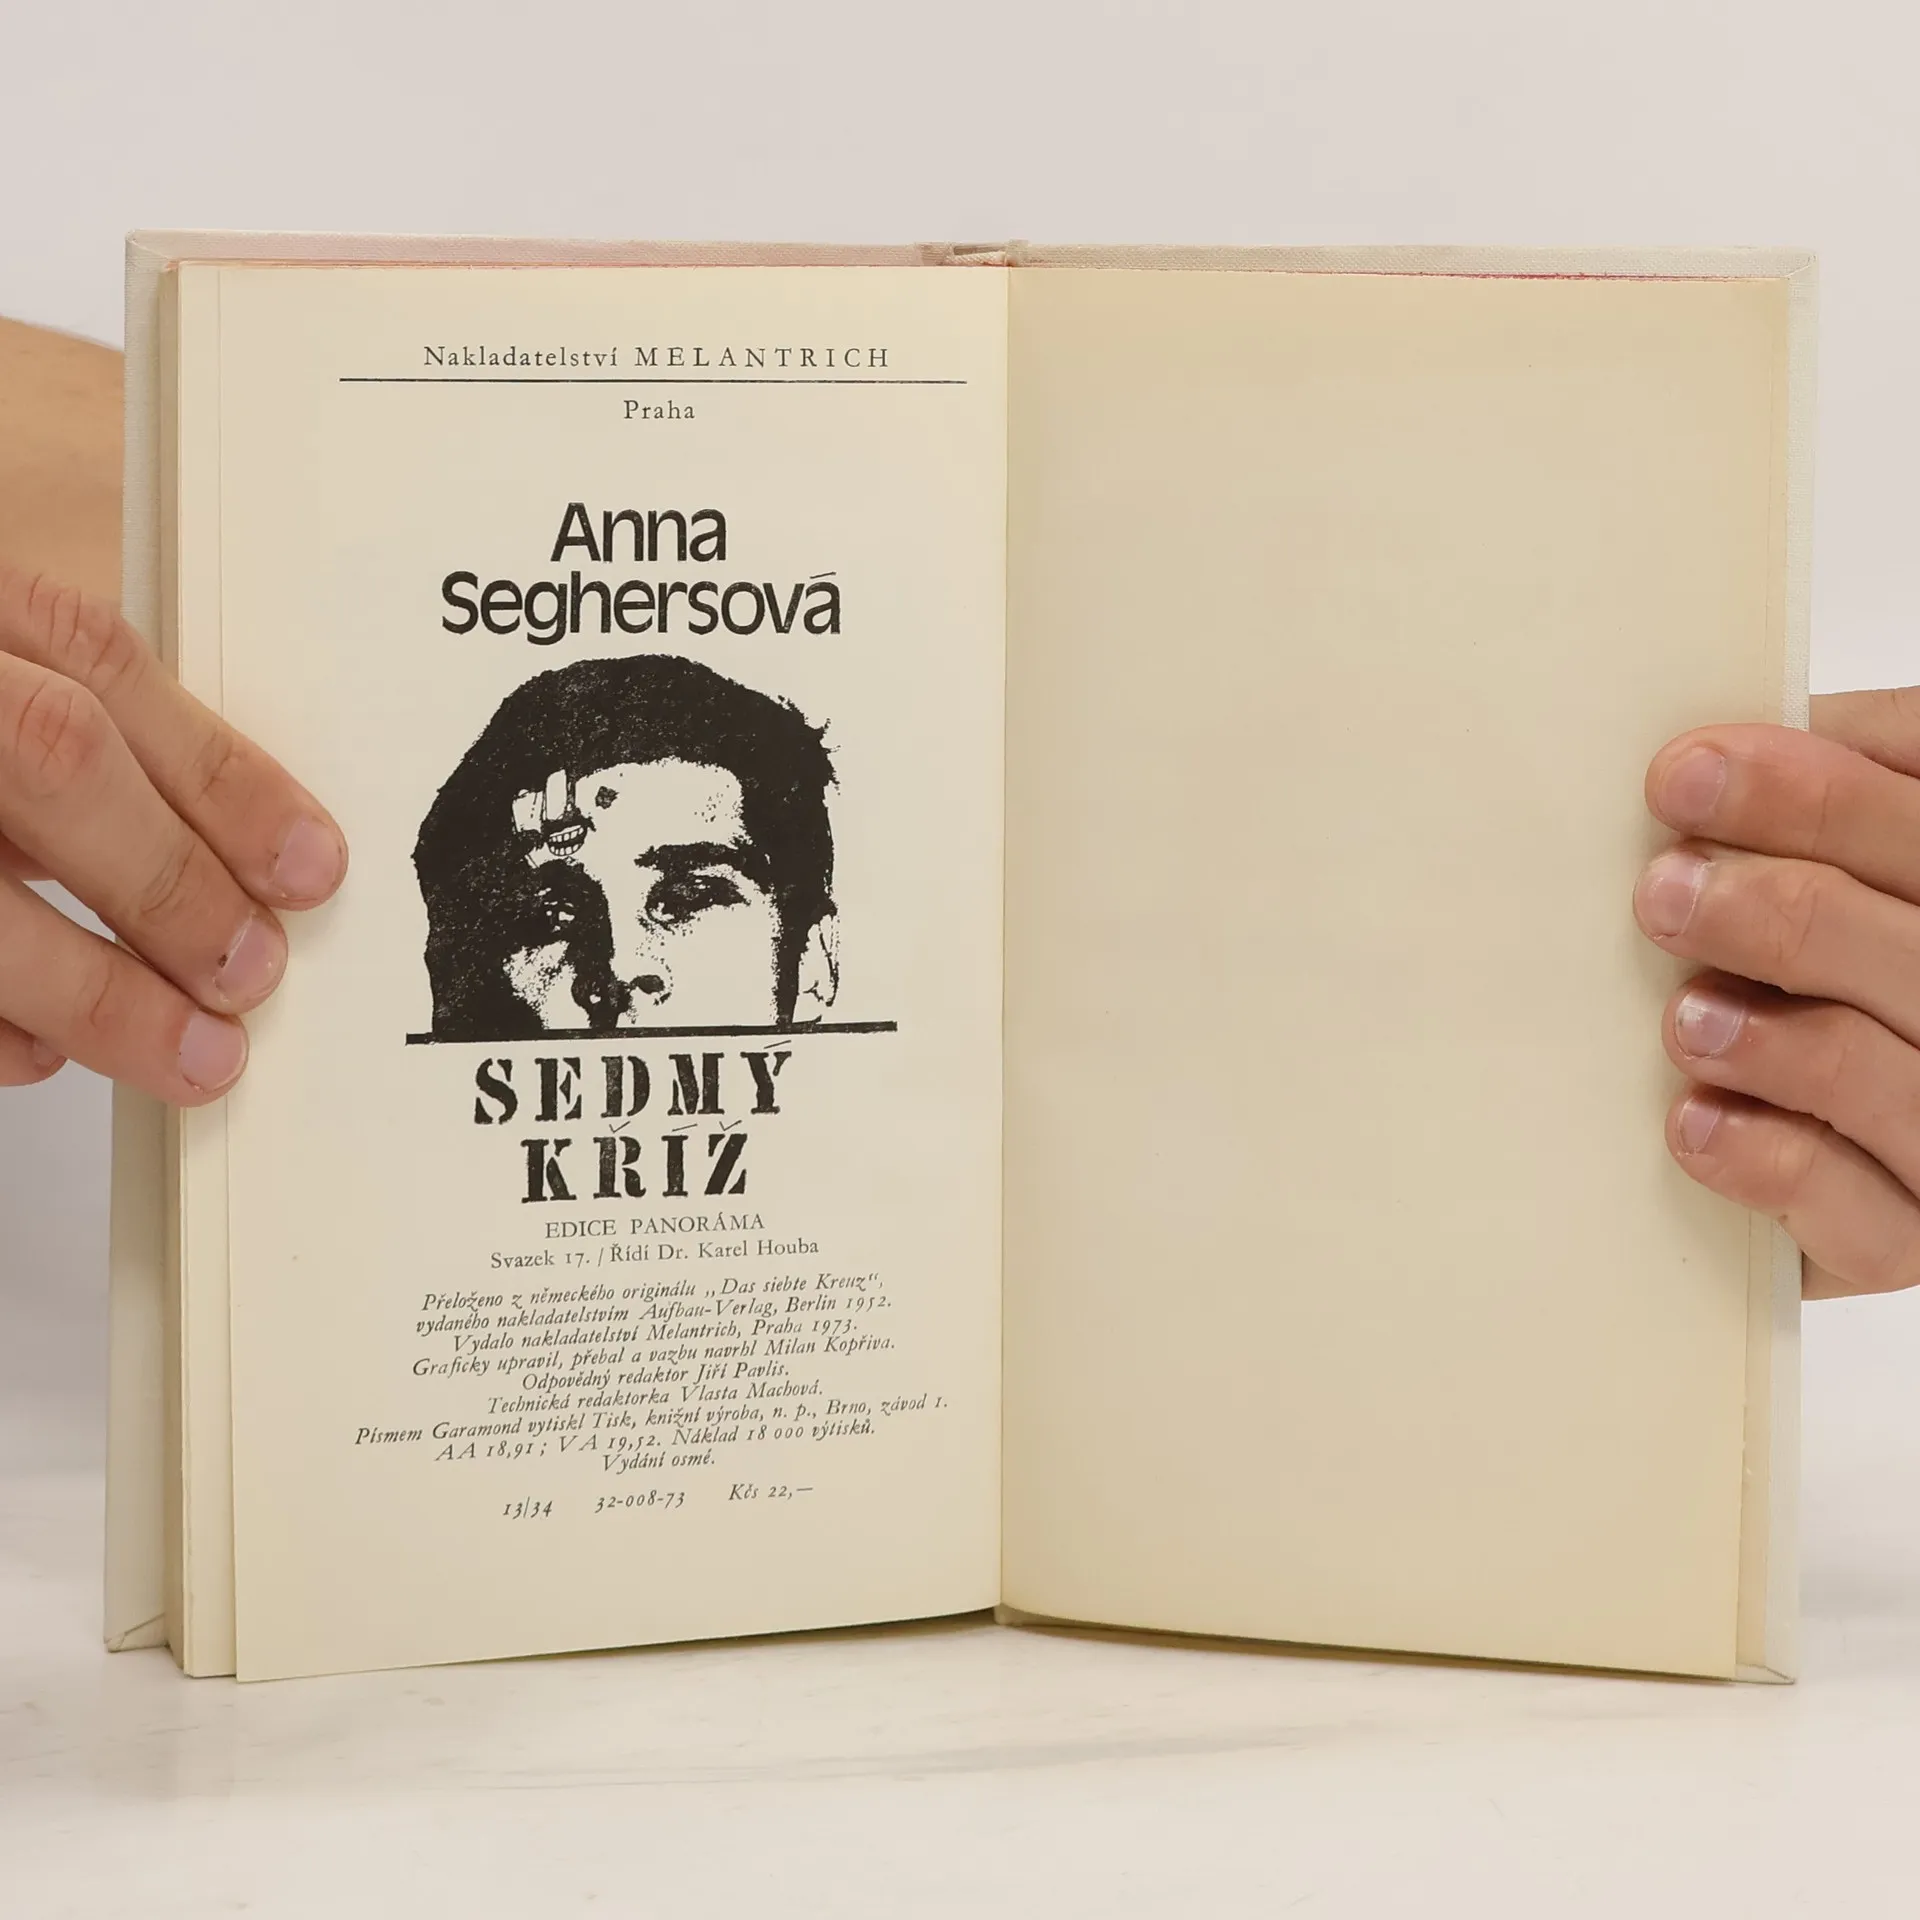 Nakladatelství MELANTRICH
Praha
Anna
Seghersová
SEDMÝ
KŘÍŽ
EDICE PANORÁMA
Svazek 17. / Řídí Dr. Karel Houba
Přeloženo z německého originálu „Das siebte Kreuz“,
vydaného nakladatelstvím Aufbau-Verlag, Berlin 1952.
Vydalo nakladatelství Melantrich, Praha 1973.
Graficky upravil, přebal a vazbu navrhl Milan Kopřiva.
Odpovědný redaktor Jiří Pavlis.
Technická redaktorka Vlasta Machová.
Písmem Garamond vytiskl Tisk, knižní výroba, n. p., Brno, závod 1.
AA 18,91; VA 19,52. Náklad 18 000 výtisků.
Vydání osmé.
13/34 32-008-73 Kčs 22,—